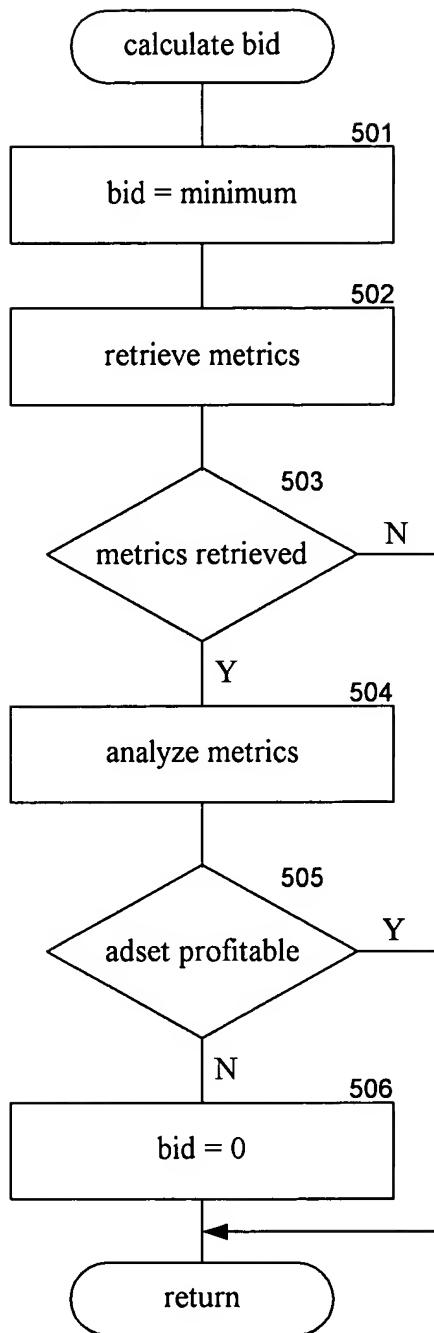 calculate bid
501
bid = minimum
502
retrieve metrics
503
metrics retrieved
N
Y
504
analyze metrics
505
adset profitable
Y
N
506
bid = 0
return